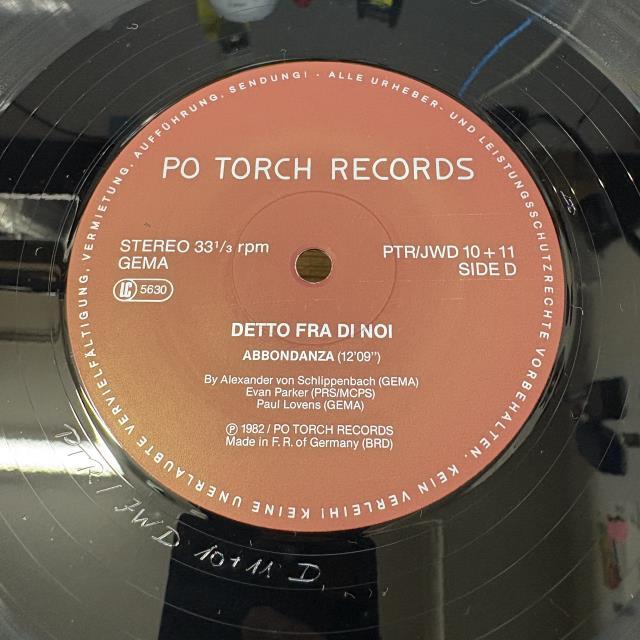 ALLE URHEBER- UND LEISTUNGSSCHUTZRECHTE VORBEHALTEN. KEIN VERLEIH! KEINE UNERLAUBTE VERVIELFÄLTIGUNG, VERMIETUNG, AUFFÜHRUNG, SENDUNG! ·
PO TORCH RECORDS
STEREO 33 1/3 rpm
GEMA
LC 5630
PTR/JWD 10 + 11
SIDE D
DETTO FRA DI NOI
ABBONDANZA (12'09")
By Alexander von Schlippenbach (GEMA)
Evan Parker (PRS/MCPS)
Paul Lovens (GEMA)
℗ 1982 / PO TORCH RECORDS
Made in F. R. of Germany (BRD)
PTR / JWD 10+11 D